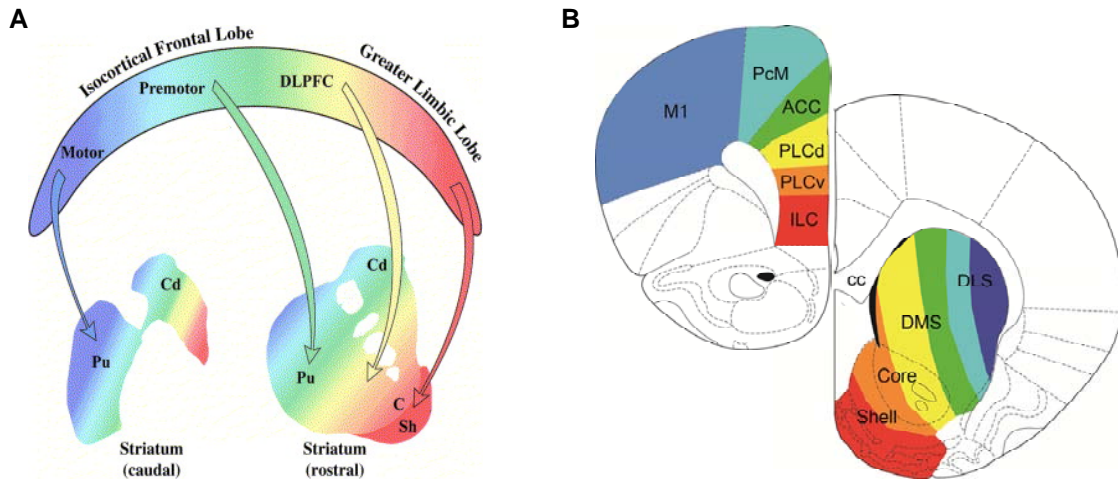 A
Isocortical Frontal Lobe
Greater Limbic Lobe
Motor
Premotor
DLPFC
Cd
Pu
Striatum
(caudal)
Cd
Pu
C
Sh
Striatum
(rostral)
B
M1
PcM
ACC
PLCd
PLCv
ILC
cc
DMS
DLS
Core
Shell